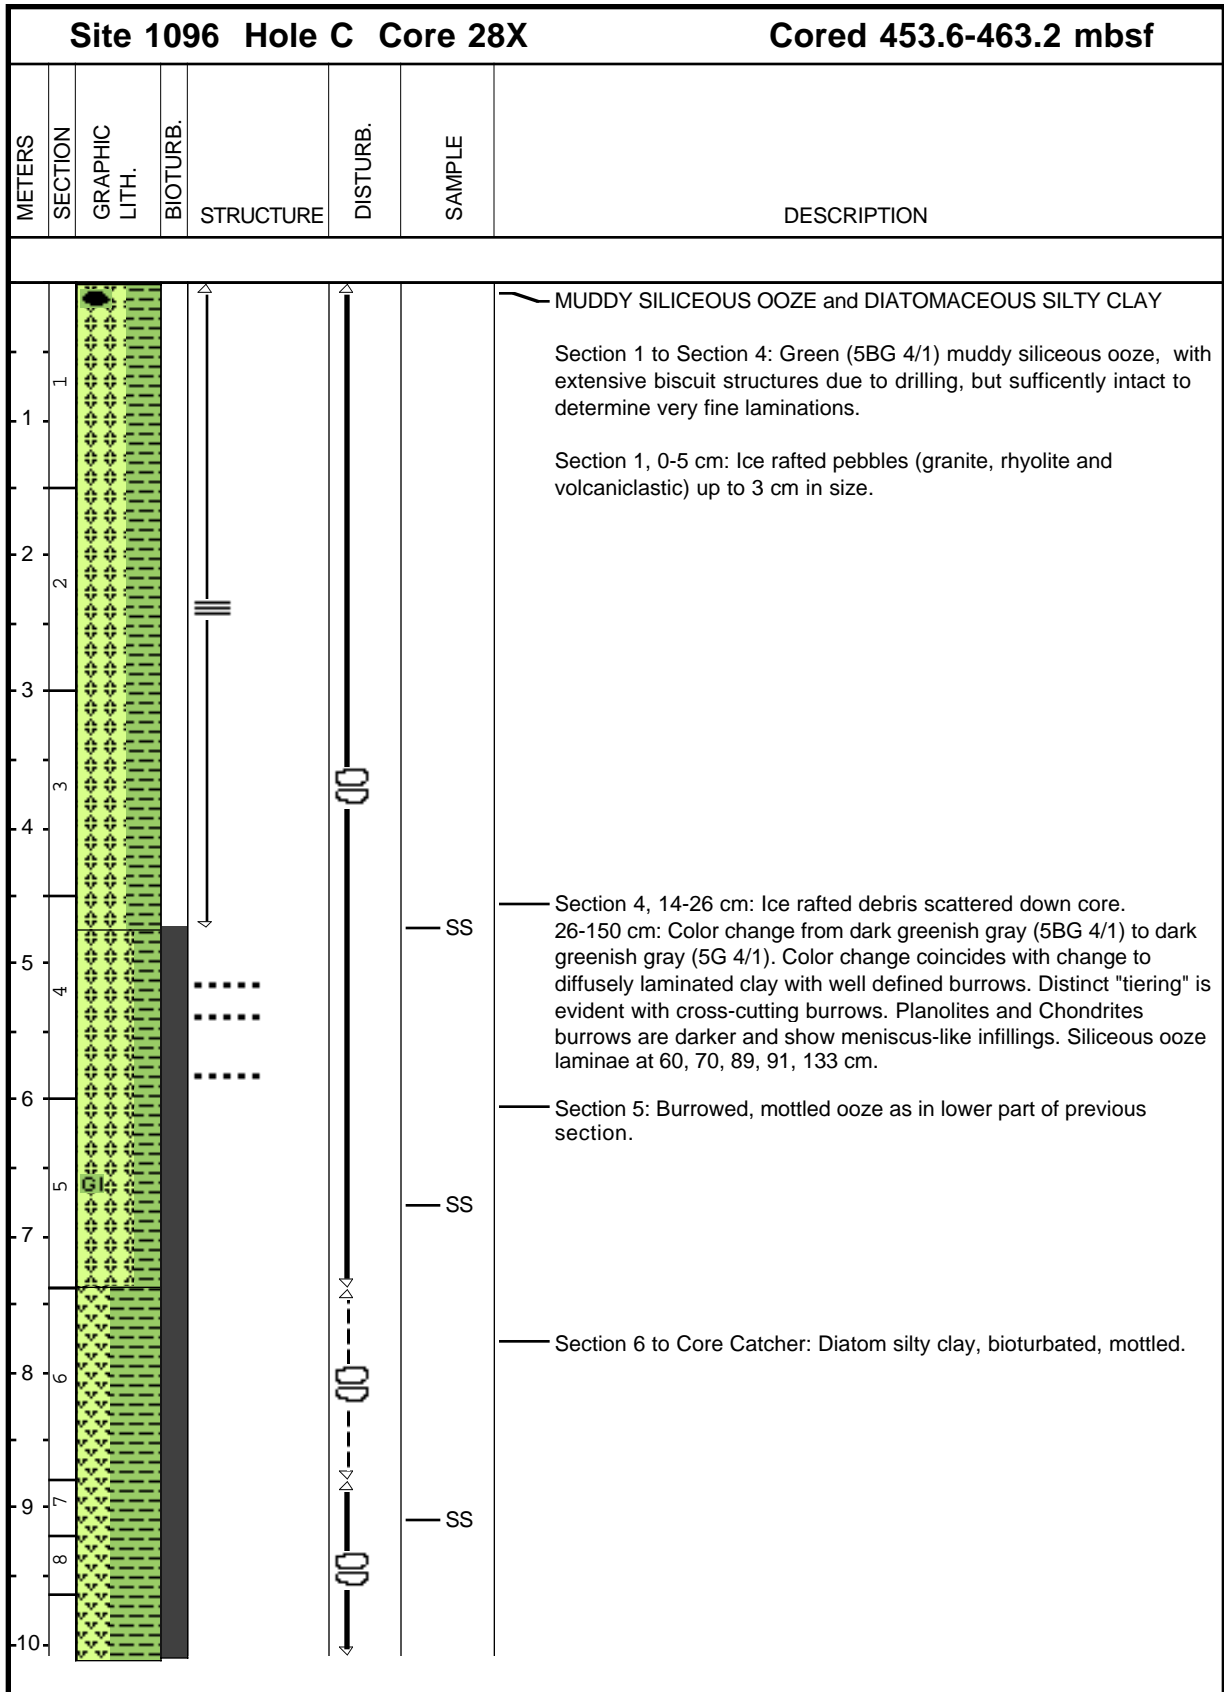 Site 1096 Hole C Core 28X Cored 453.6-463.2 mbsf
METERS
SECTION
GRAPHIC
LITH.
BIOTURB.
STRUCTURE
DISTURB.
SAMPLE
DESCRIPTION
MUDDY SILICEOUS OOZE and DIATOMACEOUS SILTY CLAY
Section 1 to Section 4: Green (5BG 4/1) muddy siliceous ooze, with
extensive biscuit structures due to drilling, but sufficently intact to
determine very fine laminations.
Section 1, 0-5 cm: Ice rafted pebbles (granite, rhyolite and
volcaniclastic) up to 3 cm in size.
1
1
2
2
3
3
4
Section 4, 14-26 cm: Ice rafted debris scattered down core.
SS
26-150 cm: Color change from dark greenish gray (5BG 4/1) to dark
greenish gray (5G 4/1). Color change coincides with change to
diffusely laminated clay with well defined burrows. Distinct "tiering" is
evident with cross-cutting burrows. Planolites and Chondrites
burrows are darker and show meniscus-like infillings. Siliceous ooze
laminae at 60, 70, 89, 91, 133 cm.
5
4
6
Section 5: Burrowed, mottled ooze as in lower part of previous
section.
5
GI
SS
7
Section 6 to Core Catcher: Diatom silty clay, bioturbated, mottled.
8
6
9
7
SS
8
10